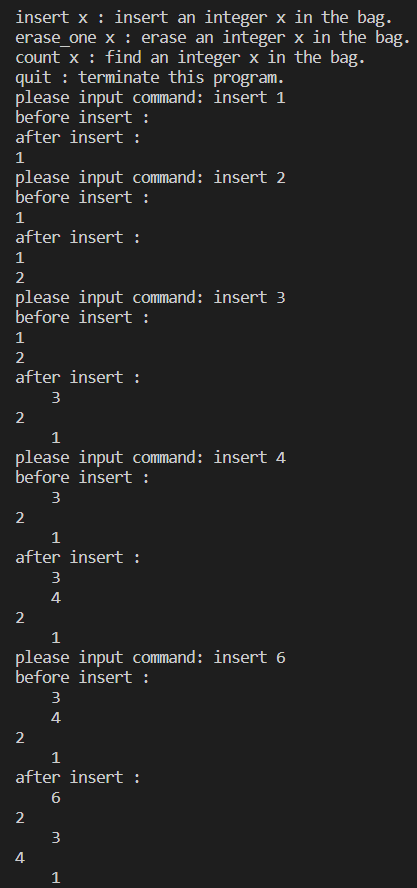 insert x : insert an integer x in the bag.
erase_one x : erase an integer x in the bag.
count x : find an integer x in the bag.
quit : terminate this program.
please input command: insert 1
before insert :
after insert :
1
please input command: insert 2
before insert :
1
after insert :
1
2
please input command: insert 3
before insert :
1
2
after insert :
    3
2
    1
please input command: insert 4
before insert :
    3
2
    1
after insert :
    3
    4
2
    1
please input command: insert 6
before insert :
    3
    4
2
    1
after insert :
    6
2
    3
4
    1